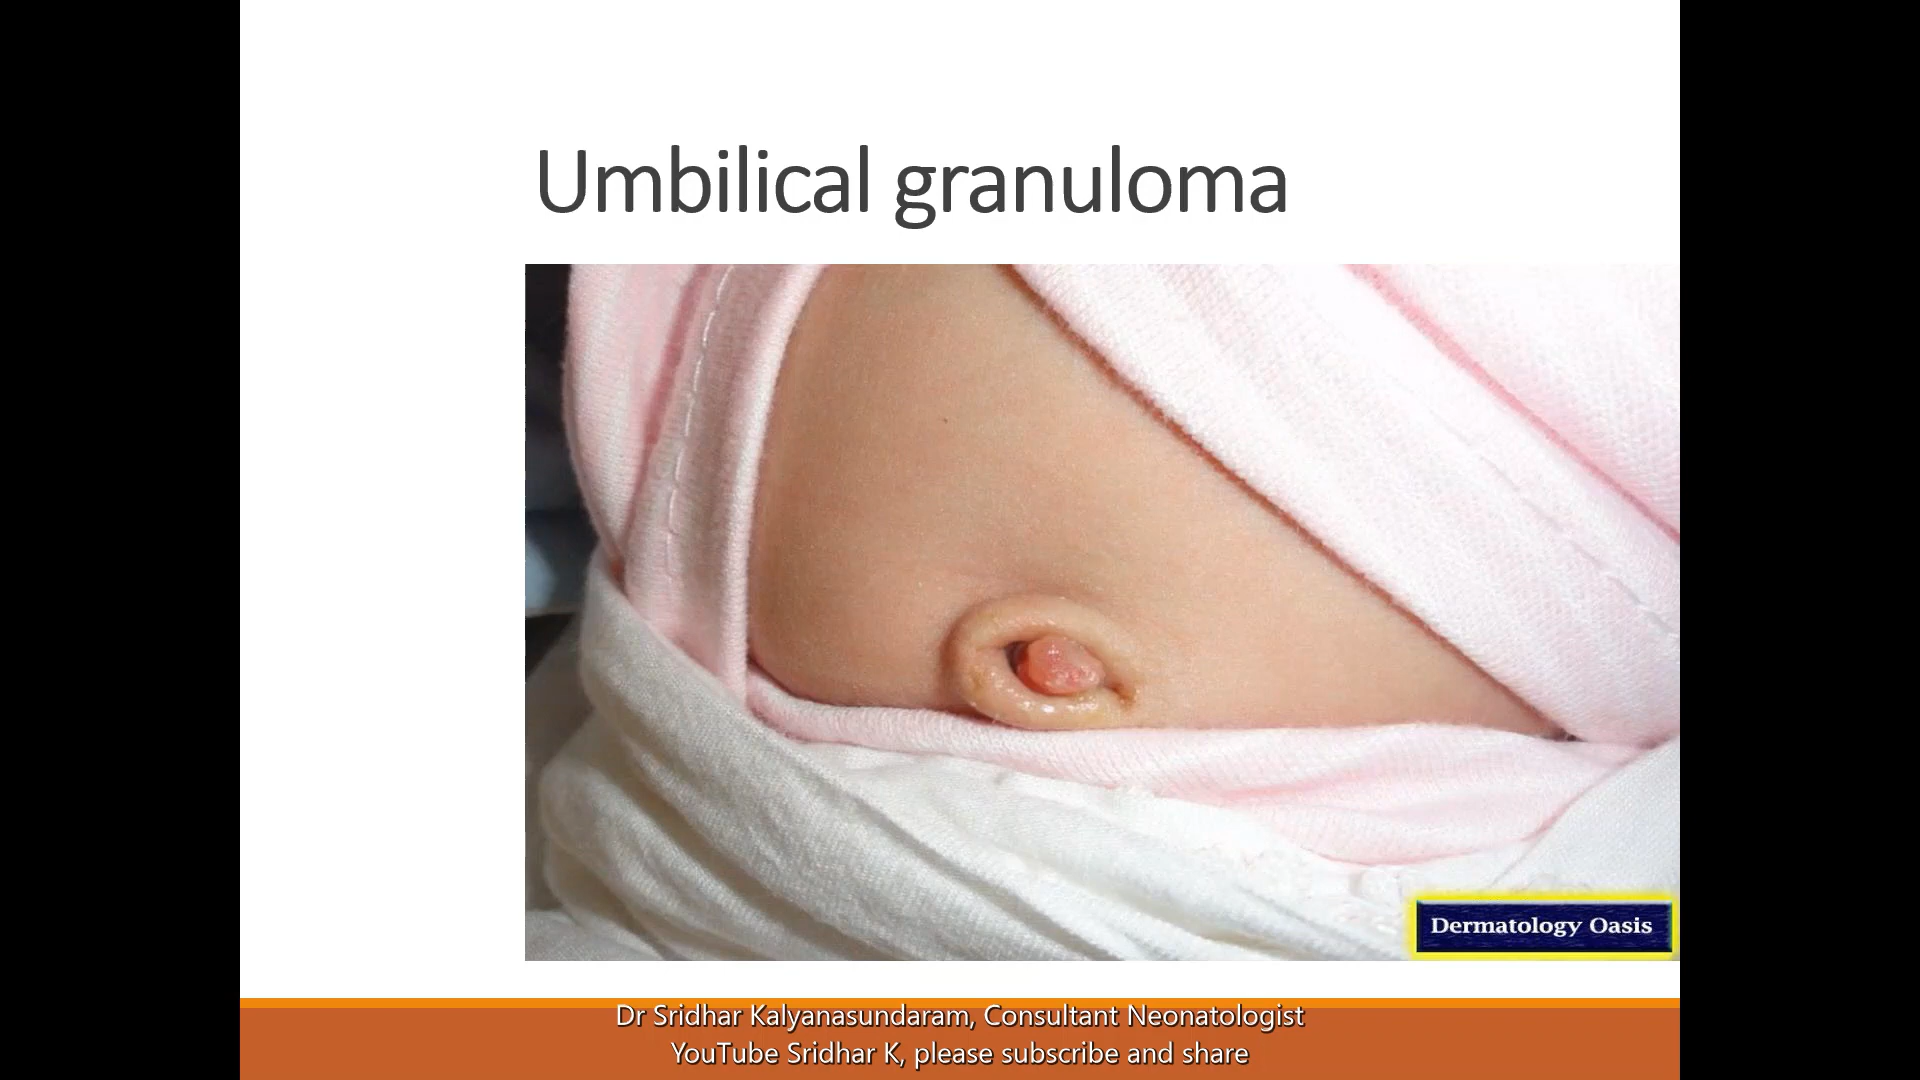 Umbilical granuloma
Dermatology Oasis
Dr Sridhar Kalyanasundaram, Consultant Neonatologist
YouTube Sridhar K, please subscribe and share